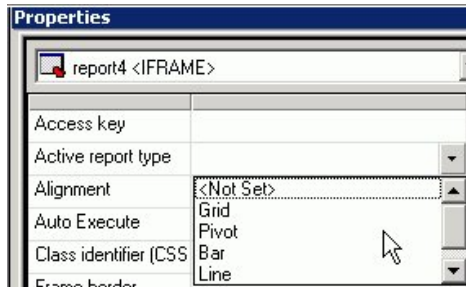 Properties
report4 <IFRAME>
Access key
Active report type
Alignment
<Not Set>
Grid
Auto Execute
Pivot
Class identifier (CSS
Bar
Line
Frame border